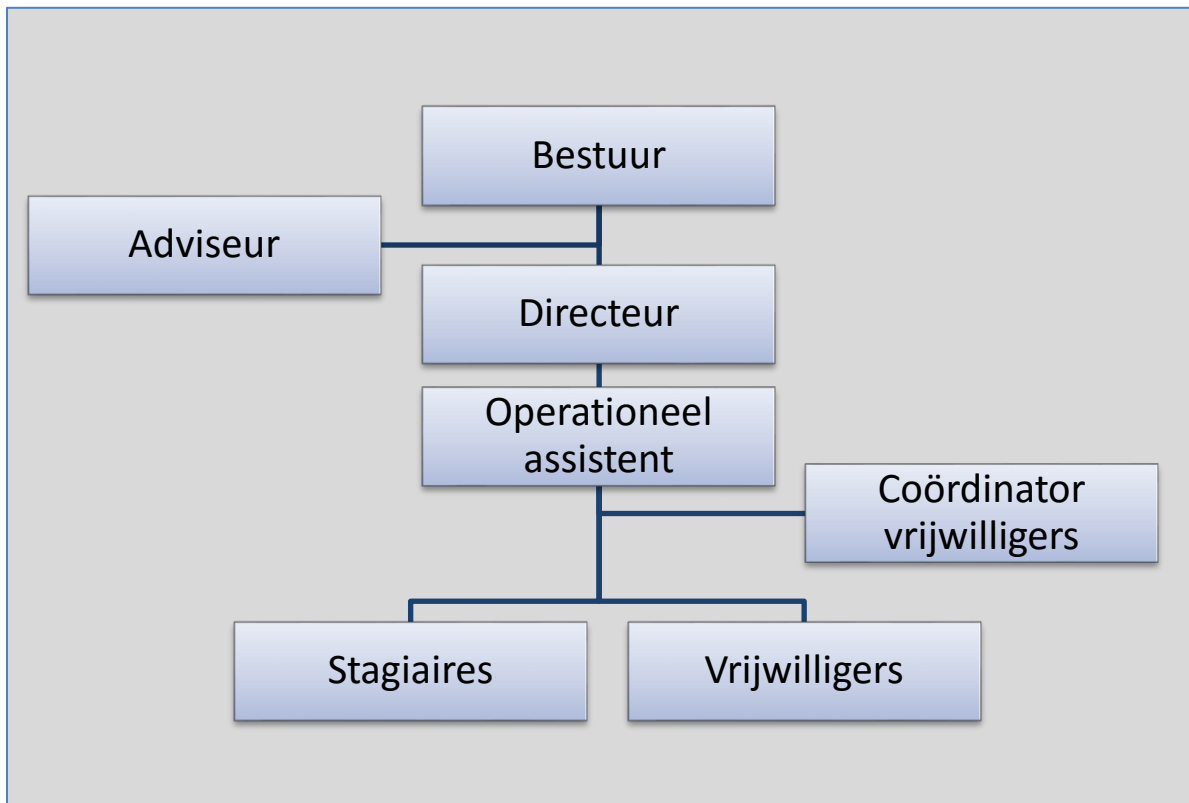 Bestuur
Adviseur
Directeur
Operationeel
assistent
Coördinator
vrijwilligers
Stagiaires
Vrijwilligers